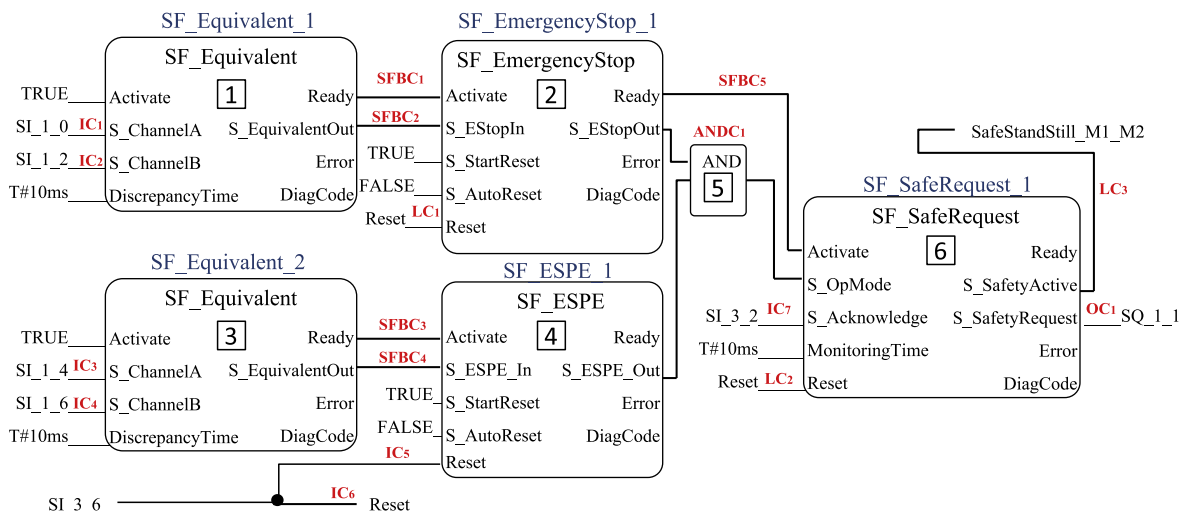 SF_Equivalent_1
SF_Equivalent
1
TRUE
Activate
Ready
SFBC1
SI_1_0
IC1
S_ChannelA
S_EquivalentOut
SFBC2
SI_1_2
IC2
S_ChannelB
Error
T#10ms
DiscrepancyTime
DiagCode
SF_EmergencyStop_1
SF_EmergencyStop
2
Activate
Ready
SFBC5
S_EStopIn
S_EStopOut
TRUE
S_StartReset
Error
FALSE
S_AutoReset
DiagCode
Reset
LC1
Reset
ANDC1
AND
5
SF_Equivalent_2
SF_Equivalent
3
TRUE
Activate
Ready
SFBC3
SI_1_4
IC3
S_ChannelA
S_EquivalentOut
SFBC4
SI_1_6
IC4
S_ChannelB
Error
T#10ms
DiscrepancyTime
DiagCode
SF_ESPE_1
SF_ESPE
4
Activate
Ready
S_ESPE_In
S_ESPE_Out
TRUE
S_StartReset
Error
FALSE
S_AutoReset
DiagCode
IC5
Reset
SI_3_6
IC6
Reset
SafeStandStill_M1_M2
LC3
SF_SafeRequest_1
SF_SafeRequest
6
Activate
Ready
S_OpMode
S_SafetyActive
SI_3_2
IC7
S_Acknowledge
S_SafetyRequest
OC1
SQ_1_1
T#10ms
MonitoringTime
Error
Reset
LC2
Reset
DiagCode